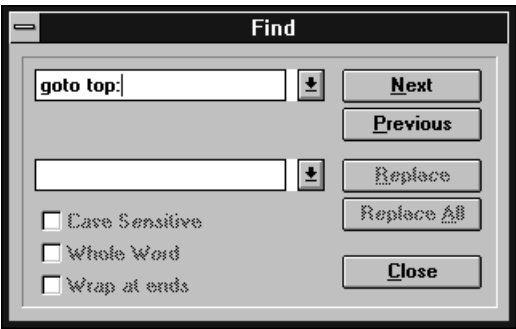 Find
goto top:
Next
Previous
Replace
Replace All
Case Sensitive
Whole Word
Wrap at ends
Close